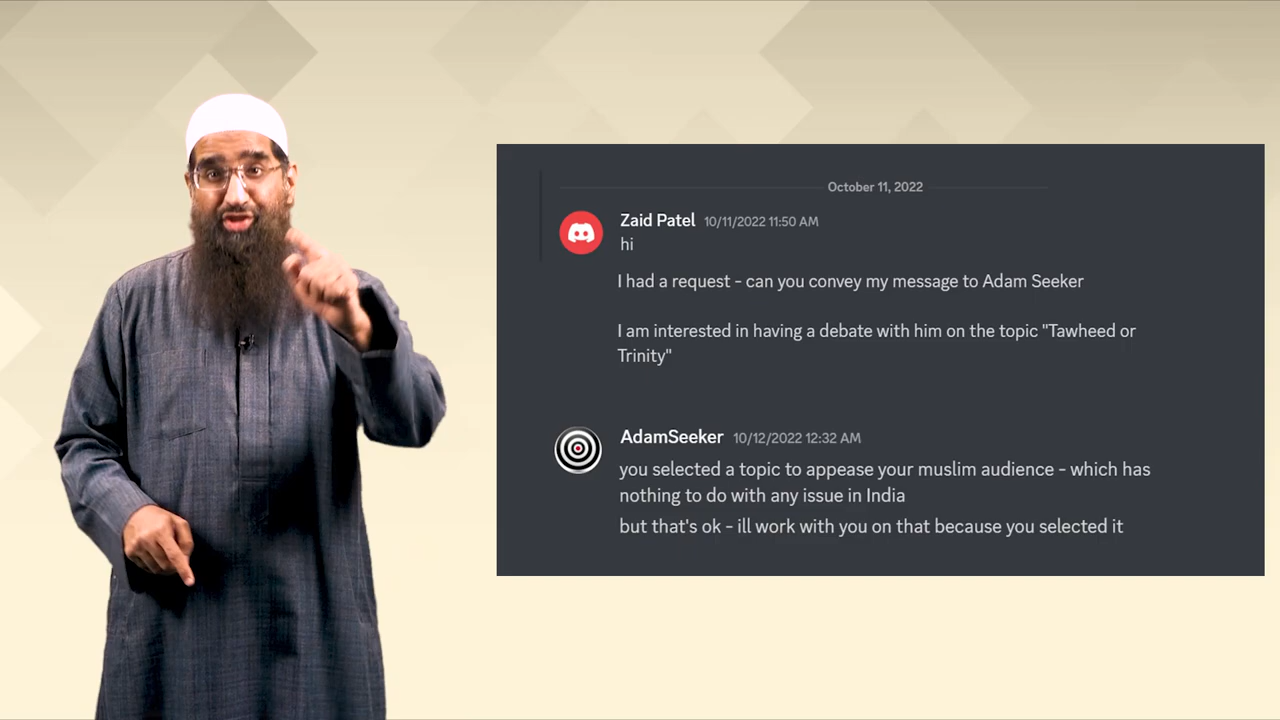 October 11, 2022
Zaid Patel 10/11/2022 11:50 AM
hi
I had a request - can you convey my message to Adam Seeker
I am interested in having a debate with him on the topic "Tawheed or
Trinity"
AdamSeeker 10/12/2022 12:32 AM
you selected a topic to appease your muslim audience - which has
nothing to do with any issue in India
but that's ok - ill work with you on that because you selected it